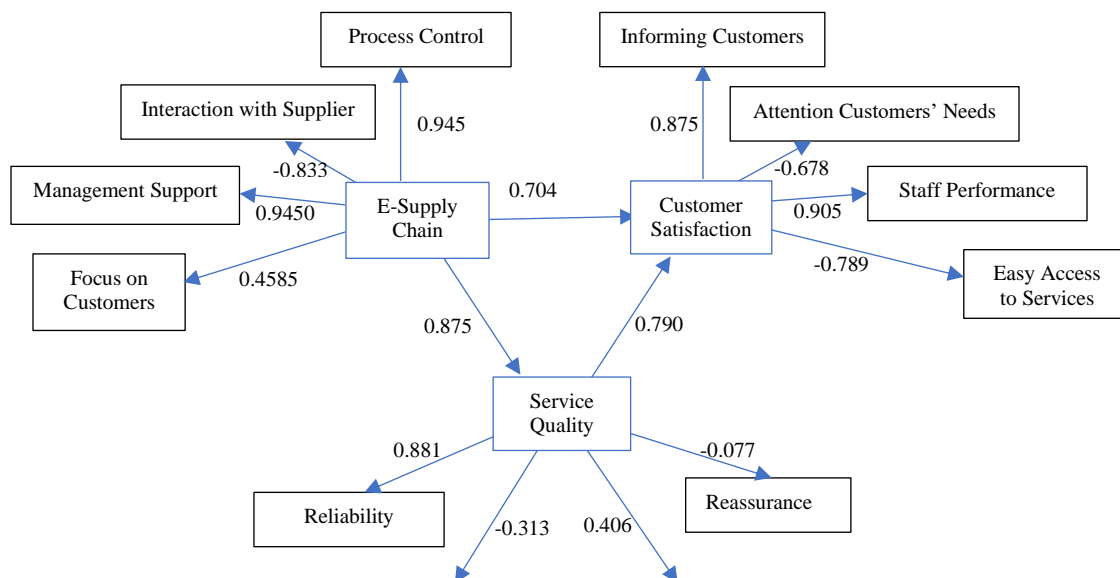 Process Control
Informing Customers
Interaction with Supplier
Attention Customers’ Needs
0.945
0.875
-0.833
-0.678
Management Support
0.9450
E-Supply
Chain
0.704
Customer
Satisfaction
0.905
Staff Performance
Focus on
Customers
0.4585
-0.789
Easy Access
to Services
0.875
0.790
Service
Quality
0.881
-0.077
Reliability
-0.313
0.406
Reassurance